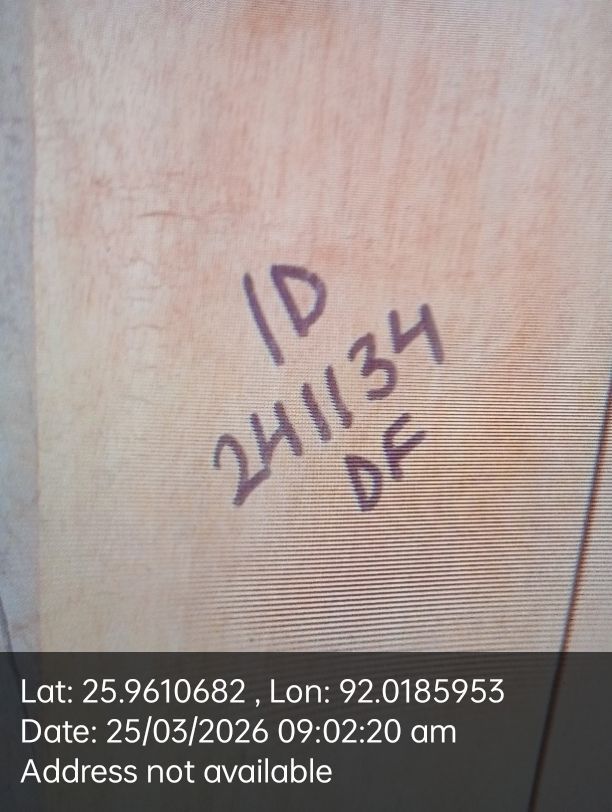 ID
241134
DF
Lat: 25.9610682 , Lon: 92.0185953
Date: 25/03/2026 09:02:20 am
Address not available